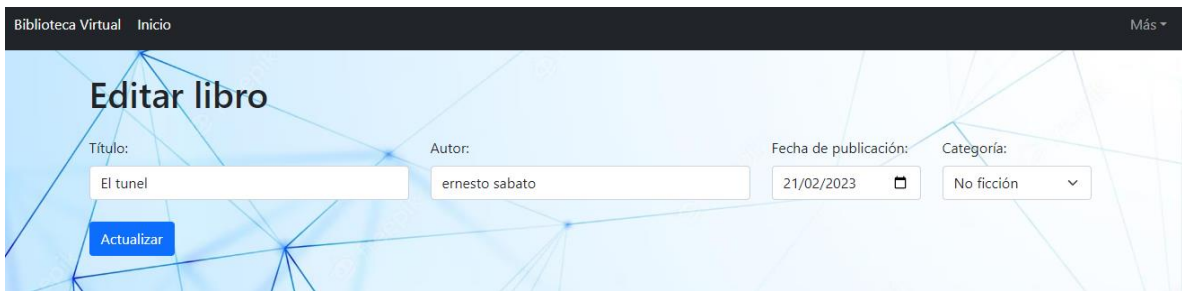 Biblioteca Virtual Inicio Más
Editar libro
Título: Autor: Fecha de publicación: Categoría:
El tunel ernesto sabato 21/02/2023 No ficción
Actualizar